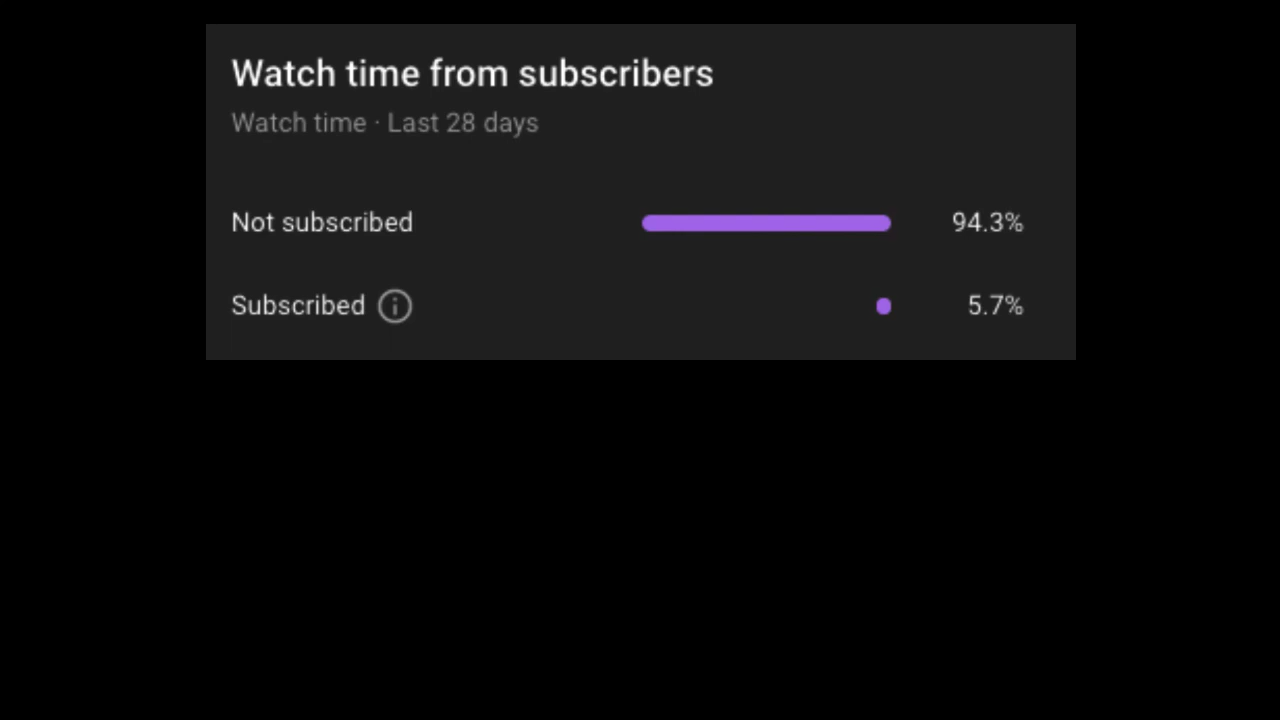 Watch time from subscribers
Watch time · Last 28 days
Not subscribed 94.3%
Subscribed 5.7%